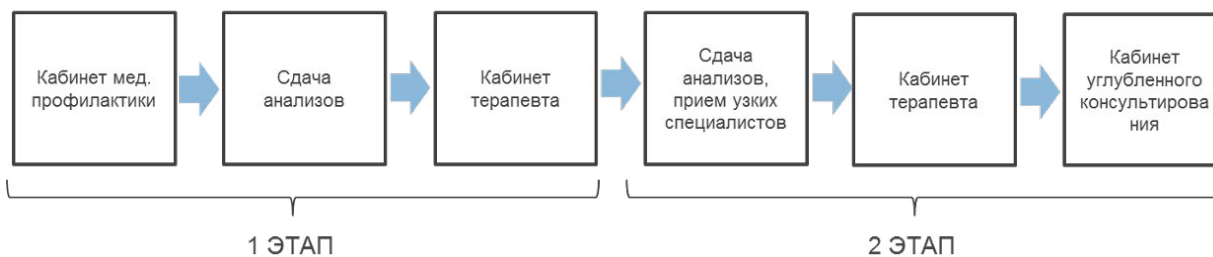 Кабинет мед.
профилактики
Сдача
анализов
Кабинет
терапевта
Сдача
анализов,
прием узких
специалистов
Кабинет
терапевта
Кабинет
углубленного
консультирова
ния
1 ЭТАП
2 ЭТАП